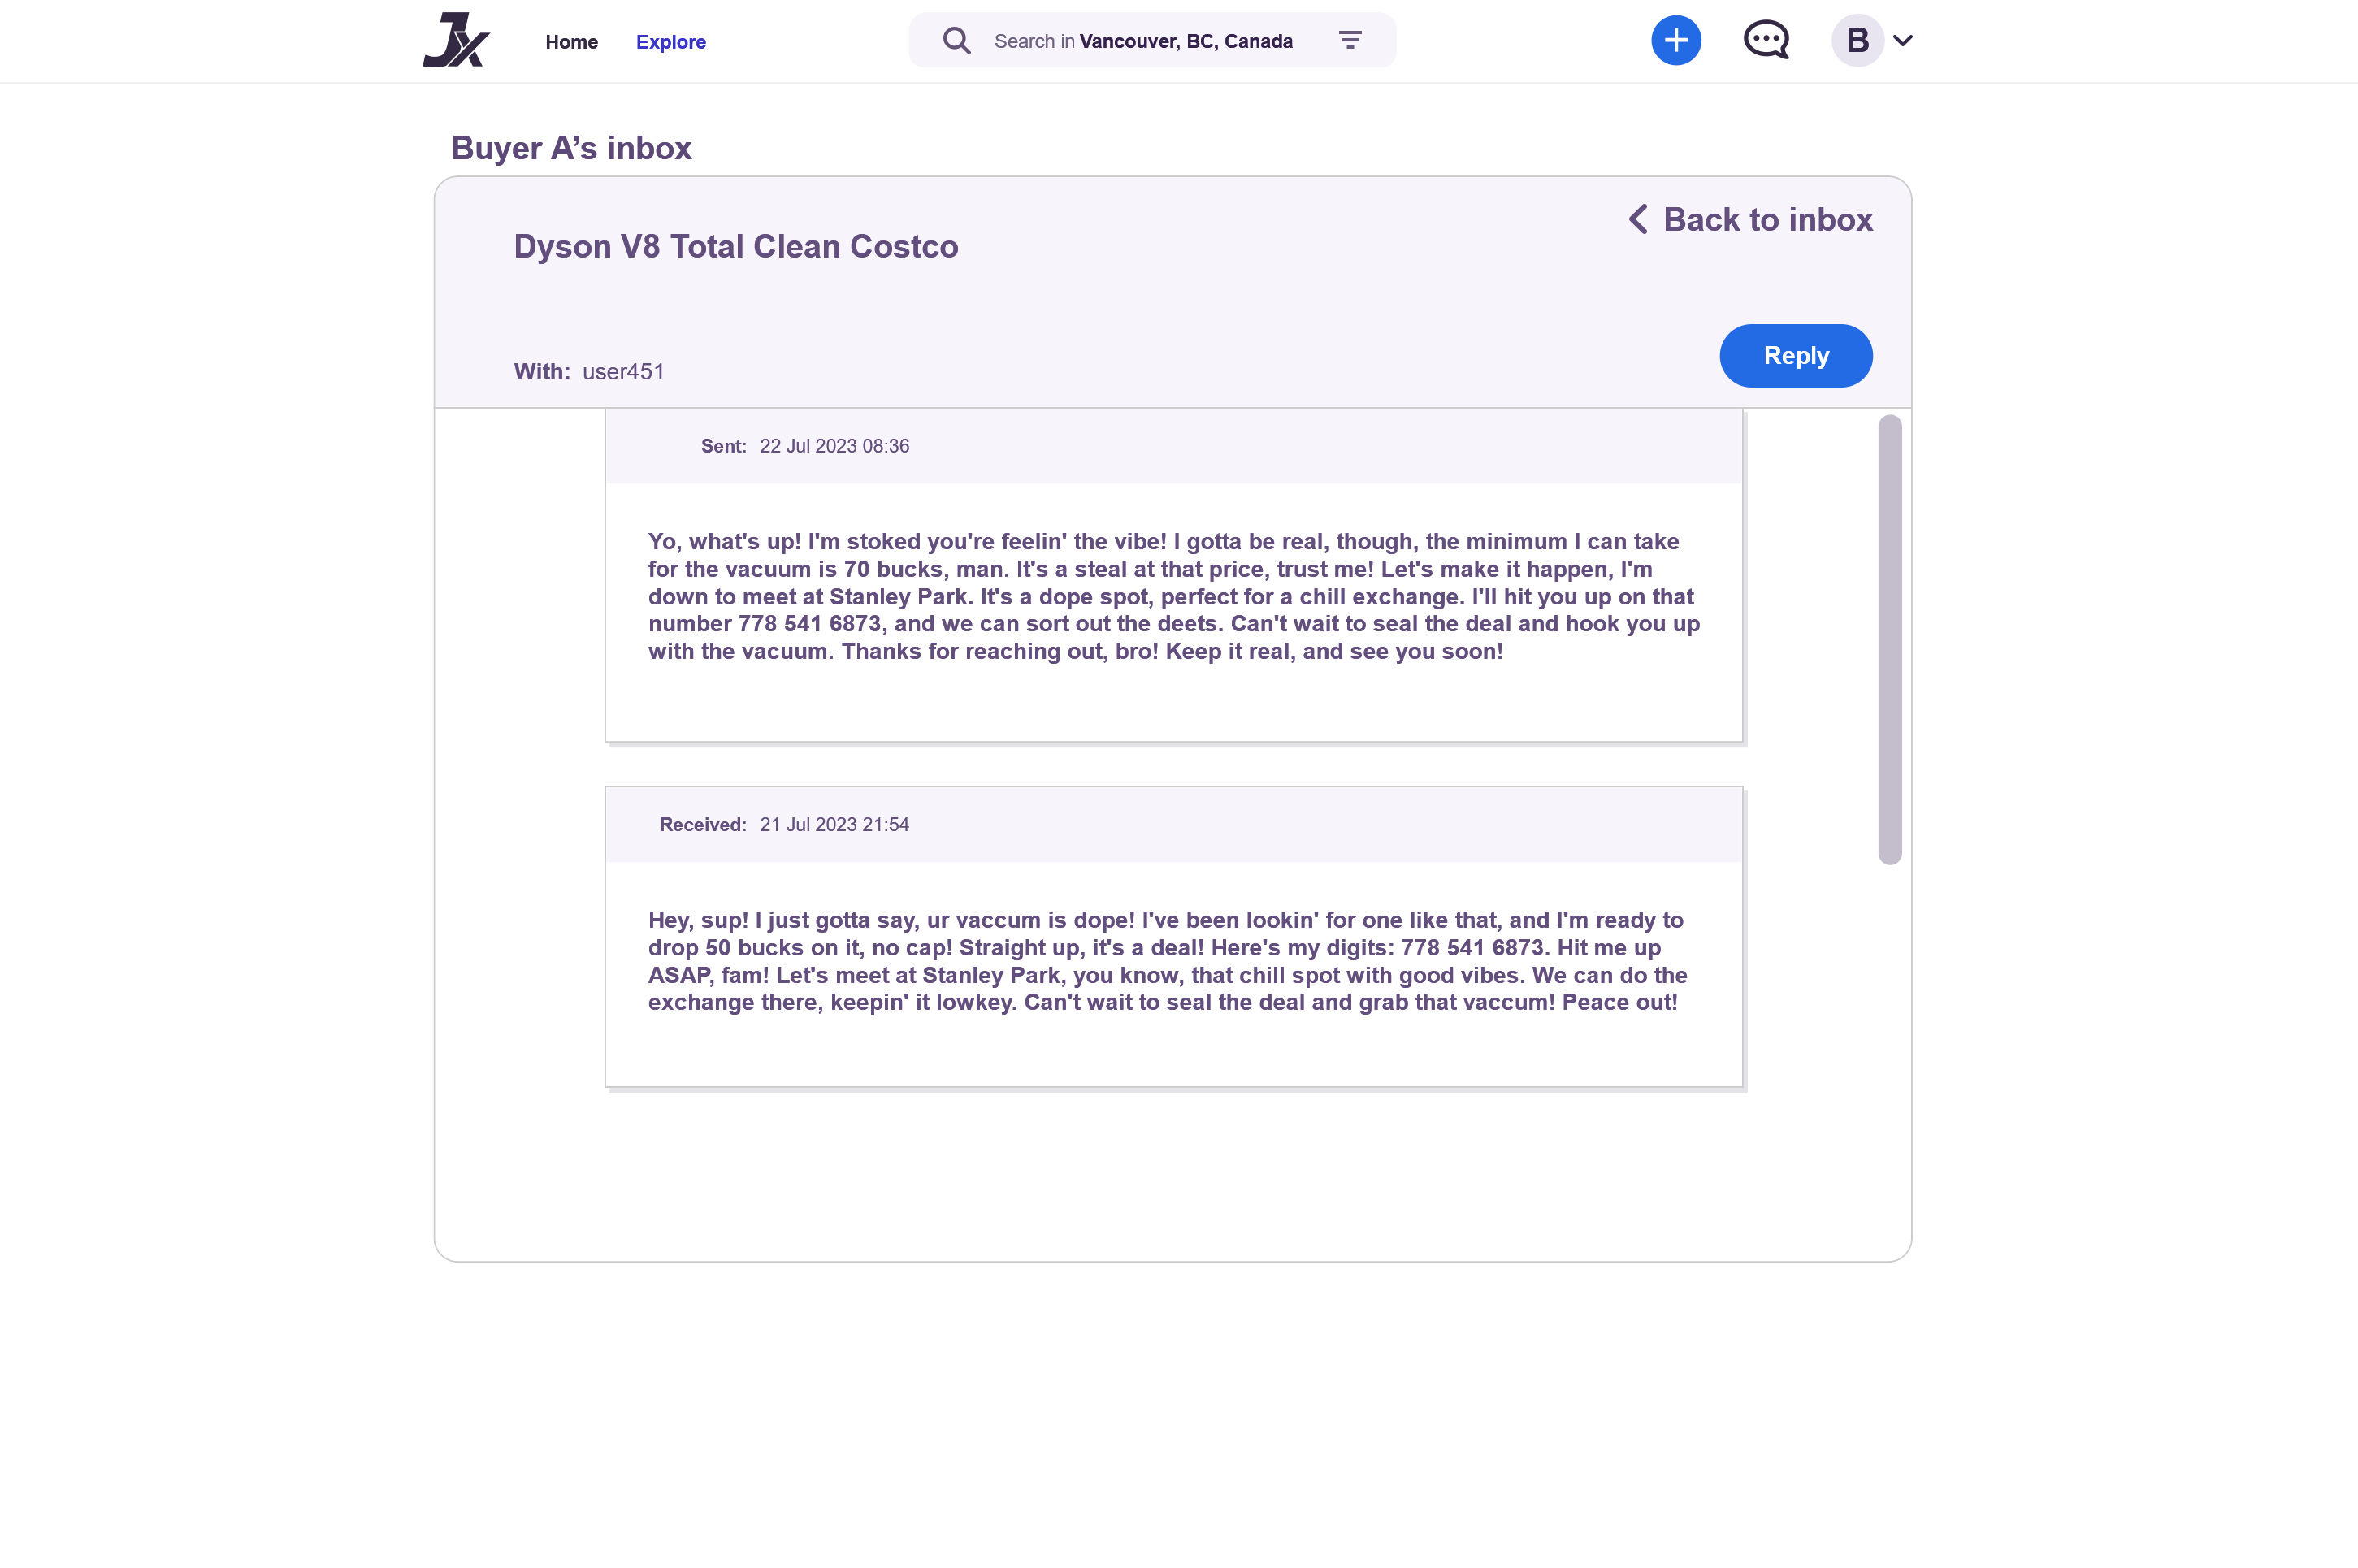 Jx
Home Explore Search in Vancouver, BC, Canada B
Buyer A’s inbox
Back to inbox
Dyson V8 Total Clean Costco
Reply
With: user451
Sent: 22 Jul 2023 08:36
Yo, what's up! I'm stoked you're feelin' the vibe! I gotta be real, though, the minimum I can take
for the vacuum is 70 bucks, man. It's a steal at that price, trust me! Let's make it happen, I'm
down to meet at Stanley Park. It's a dope spot, perfect for a chill exchange. I'll hit you up on that
number 778 541 6873, and we can sort out the deets. Can't wait to seal the deal and hook you up
with the vacuum. Thanks for reaching out, bro! Keep it real, and see you soon!
Received: 21 Jul 2023 21:54
Hey, sup! I just gotta say, ur vaccum is dope! I've been lookin' for one like that, and I'm ready to
drop 50 bucks on it, no cap! Straight up, it's a deal! Here's my digits: 778 541 6873. Hit me up
ASAP, fam! Let's meet at Stanley Park, you know, that chill spot with good vibes. We can do the
exchange there, keepin' it lowkey. Can't wait to seal the deal and grab that vaccum! Peace out!